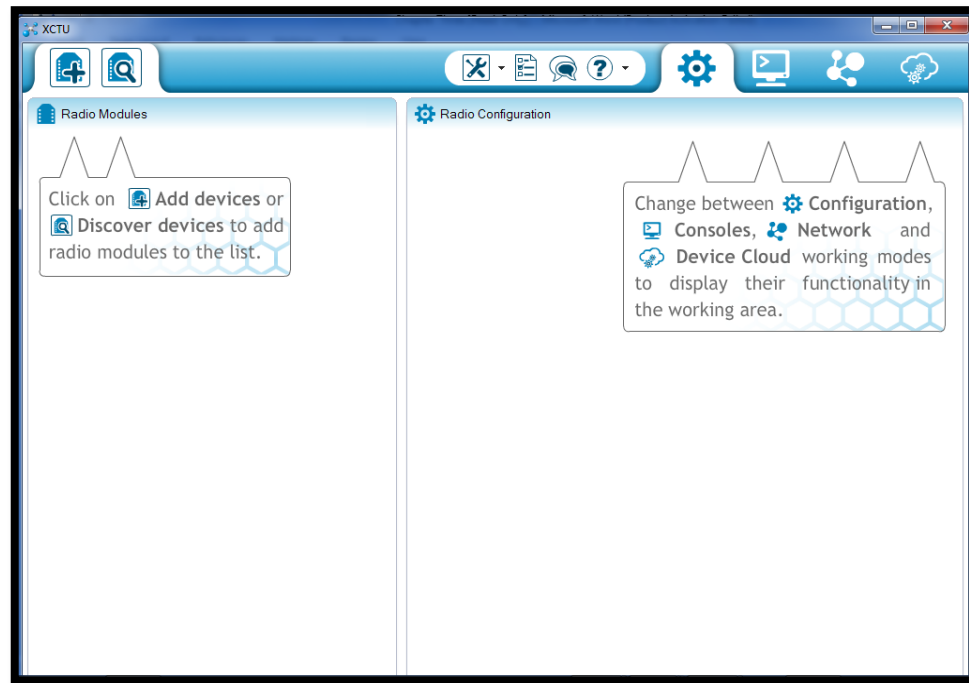 XCTU
Radio Modules
Click on Add devices or
Discover devices to add
radio modules to the list.
Radio Configuration
Change between Configuration,
Consoles, Network and
Device Cloud working modes
to display their functionality in
the working area.